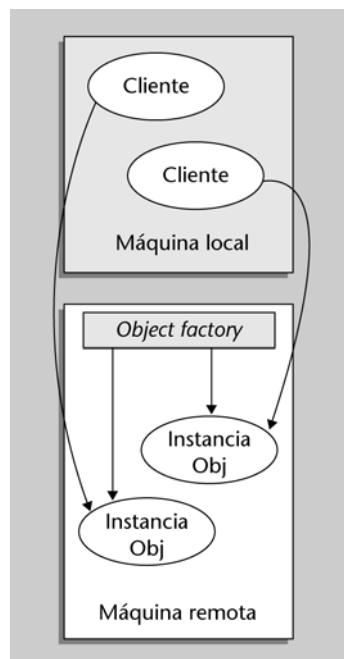 Cliente
Cliente
Máquina local
Object factory
Instancia
Obj
Instancia
Obj
Máquina remota